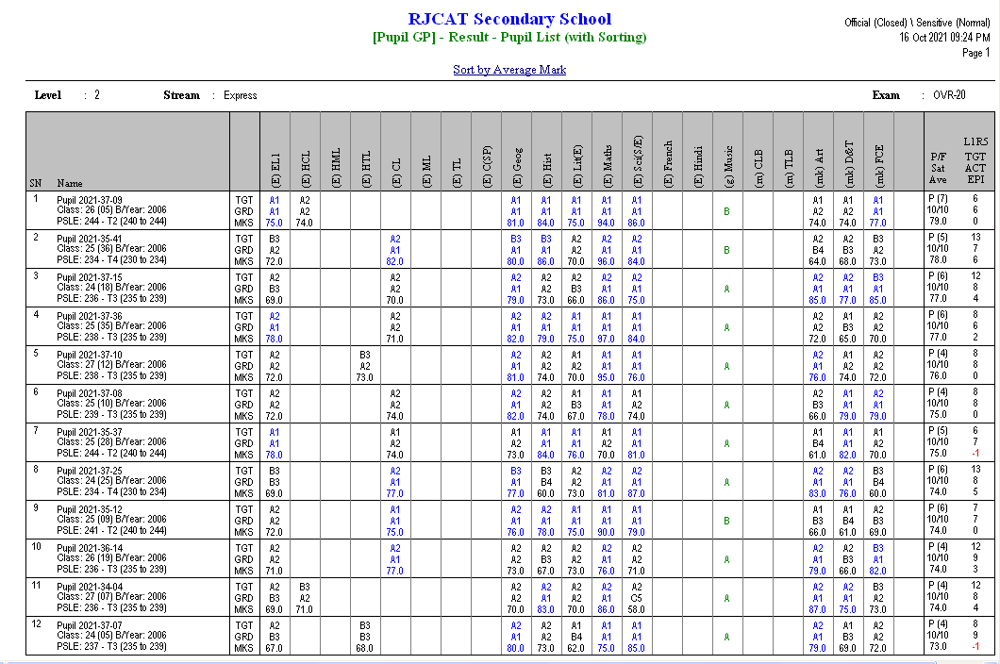 RJCAT Secondary School
[Pupil GP] - Result - Pupil List (with Sorting)
Official (Closed) \ Sensitive (Normal)
16 Oct 2021 09:24 PM
Page 1
Sort by Average Mark
Level : 2 Stream : Express Exam : OVR-20
SN Name (E) EL1 (E) HCL (E) HML (E) HTL (E) CL (E) ML (E) TL (E) C(SP) (E) Geog (E) Hist (E) Lit(E) (E) Maths (E) Sci(S/E) (E) French (E) Hindi (g) Music (m) CLB (m) TLB (mk) Art (mk) D&T (mk) FCE P/F Sat Ave L1R5 TGT ACT EPI
1 Pupil 2021-37-09 TGT A1 A2 A1 A1 A1 A1 A1 A1 A1 A1 P (7) 6
Class: 26 (05) B/Year: 2006 GRD A1 A2 A1 A1 A1 A1 A1 B A2 A2 A1 10/10 6
PSLE: 244 - T2 (240 to 244) MKS 75.0 74.0 81.0 84.0 75.0 94.0 86.0 74.0 74.0 77.0 79.0 0
2 Pupil 2021-35-41 TGT B3 A2 B3 B3 A2 A2 A2 A2 A2 B3 P (5) 13
Class: 25 (36) B/Year: 2006 GRD A2 A1 A1 A1 A2 A1 A1 B B4 B3 A2 10/10 7
PSLE: 234 - T4 (230 to 234) MKS 72.0 82.0 80.0 86.0 70.0 96.0 84.0 64.0 68.0 73.0 78.0 6
3 Pupil 2021-37-15 TGT A2 A2 A2 A2 A2 A2 A2 A2 A2 B3 P (6) 12
Class: 24 (18) B/Year: 2006 GRD B3 A2 A1 A2 B3 A1 A1 A A1 A1 A1 10/10 8
PSLE: 236 - T3 (235 to 239) MKS 69.0 70.0 79.0 73.0 66.0 86.0 75.0 85.0 77.0 85.0 77.0 4
4 Pupil 2021-37-36 TGT A2 A2 A2 A2 A2 A1 A1 A2 A1 A2 P (6) 8
Class: 25 (35) B/Year: 2006 GRD A1 A2 A1 A1 A1 A1 A1 A A2 B3 A2 10/10 6
PSLE: 238 - T3 (235 to 239) MKS 78.0 71.0 82.0 79.0 75.0 97.0 84.0 72.0 65.0 70.0 77.0 2
5 Pupil 2021-37-10 TGT A2 B3 A2 A2 A2 A1 A1 A2 A1 A2 P (4) 8
Class: 27 (12) B/Year: 2006 GRD A2 A2 A1 A2 A2 A1 A1 A A1 A2 A2 10/10 8
PSLE: 238 - T3 (235 to 239) MKS 72.0 73.0 81.0 74.0 70.0 95.0 76.0 76.0 74.0 72.0 76.0 0
6 Pupil 2021-37-08 TGT A2 A2 A2 A2 A1 A1 A1 A2 A1 A2 P (4) 8
Class: 25 (10) B/Year: 2006 GRD A2 A2 A1 A2 B3 A1 A2 A B3 A1 A1 10/10 8
PSLE: 239 - T3 (235 to 239) MKS 72.0 74.0 82.0 74.0 67.0 78.0 74.0 66.0 79.0 79.0 75.0 0
7 Pupil 2021-35-37 TGT A1 A1 A1 A1 A1 A1 A1 A1 A1 A1 P (5) 6
Class: 25 (28) B/Year: 2006 GRD A1 A2 A2 A1 A1 A2 A1 A B4 A1 A2 10/10 7
PSLE: 244 - T2 (240 to 244) MKS 78.0 74.0 73.0 84.0 76.0 70.0 81.0 61.0 82.0 70.0 75.0 -1
8 Pupil 2021-37-25 TGT B3 A2 B3 B3 A2 A2 A2 A2 A2 B3 P (6) 13
Class: 24 (25) B/Year: 2006 GRD B3 A1 A1 B4 A2 A1 A1 A A1 A1 B4 10/10 8
PSLE: 234 - T4 (230 to 234) MKS 69.0 77.0 77.0 60.0 73.0 81.0 87.0 83.0 76.0 60.0 74.0 5
9 Pupil 2021-35-12 TGT A2 A1 A2 A2 A1 A1 A1 A1 A1 A2 P (6) 7
Class: 25 (09) B/Year: 2006 GRD A2 A1 A1 A1 A1 A1 A1 B B3 B4 B3 10/10 7
PSLE: 241 - T2 (240 to 244) MKS 72.0 75.0 76.0 78.0 75.0 90.0 79.0 66.0 61.0 69.0 74.0 0
10 Pupil 2021-36-14 TGT A2 A2 A2 A2 A2 A2 A2 A2 A2 B3 P (4) 12
Class: 26 (19) B/Year: 2006 GRD A2 A1 A2 B3 A2 A1 A2 A A1 B3 A1 10/10 9
PSLE: 236 - T3 (235 to 239) MKS 71.0 77.0 73.0 67.0 73.0 76.0 71.0 79.0 66.0 82.0 74.0 3
11 Pupil 2021-34-04 TGT A2 B3 A2 A2 A2 A2 A2 A2 A2 B3 P (4) 12
Class: 27 (07) B/Year: 2006 GRD B3 A2 A2 A1 A2 A1 C5 A A1 A1 A2 10/10 8
PSLE: 236 - T3 (235 to 239) MKS 69.0 71.0 70.0 83.0 70.0 86.0 58.0 87.0 75.0 73.0 74.0 4
12 Pupil 2021-37-07 TGT A2 B3 A2 A2 A2 A1 A1 A2 A1 A2 P (4) 8
Class: 24 (05) B/Year: 2006 GRD B3 B3 A1 A2 B4 A1 A1 A A1 B3 A2 10/10 9
PSLE: 237 - T3 (235 to 239) MKS 67.0 68.0 80.0 73.0 62.0 75.0 85.0 79.0 69.0 72.0 73.0 -1